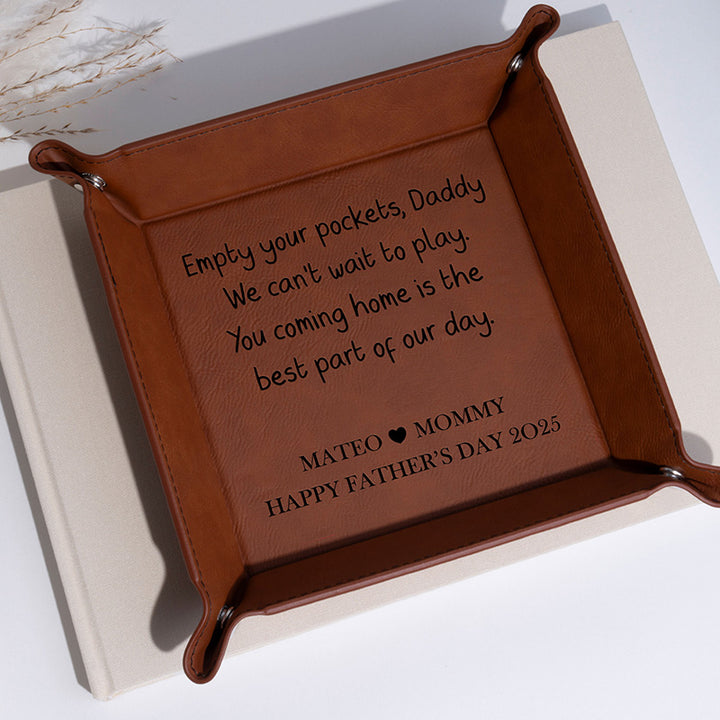 Empty your pockets, Daddy
We can't wait to play.
You coming home is the
best part of our day.
MATEO ♥ MOMMY
HAPPY FATHER'S DAY 2025